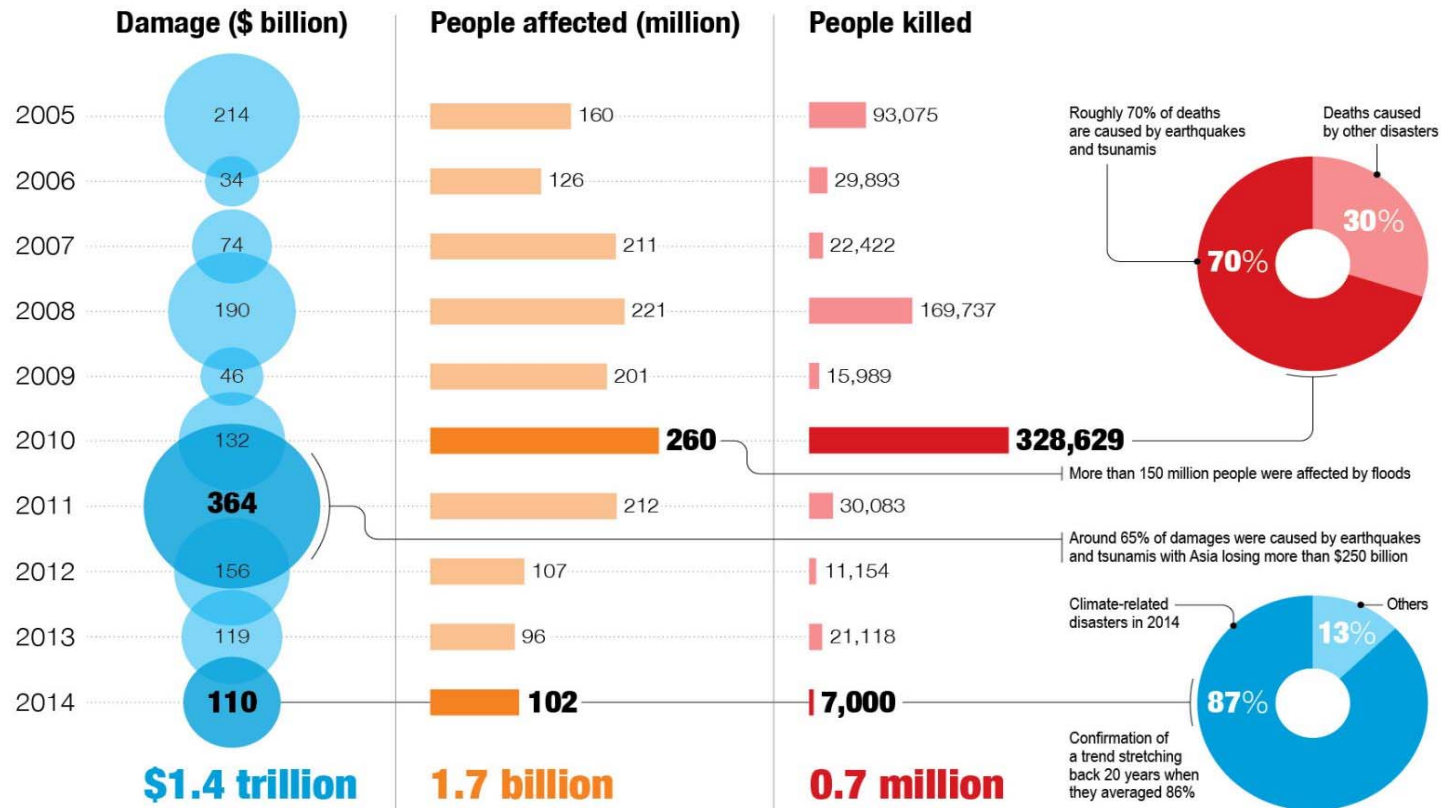 Damage ($ billion)
People affected (million)
People killed
2005
214
160
93,075
2006
34
126
29,893
2007
74
211
22,422
2008
190
221
169,737
2009
46
201
15,989
2010
132
260
328,629
2011
364
212
30,083
2012
156
107
11,154
2013
119
96
21,118
2014
110
102
7,000
$1.4 trillion
1.7 billion
0.7 million
Roughly 70% of deaths
are caused by earthquakes
and tsunamis
Deaths caused
by other disasters
30%
70%
More than 150 million people were affected by floods
Around 65% of damages were caused by earthquakes
and tsunamis with Asia losing more than $250 billion
Climate-related
disasters in 2014
Others
13%
87%
Confirmation of
a trend stretching
back 20 years when
they averaged 86%